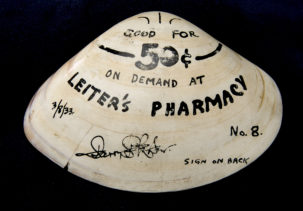 GOOD FOR
50¢
ON DEMAND AT
LEITER'S PHARMACY
3/8/33.
No. 8.
SIGN ON BACK